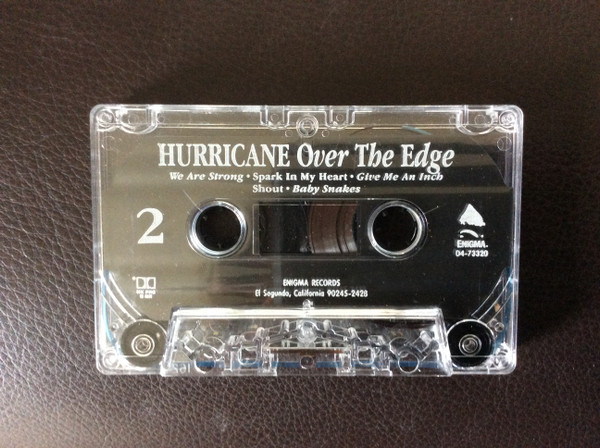 HURRICANE Over The Edge
We Are Strong • Spark In My Heart • Give Me An Inch
Shout • Baby Snakes
2
ENIGMA.
D4-73320
ENIGMA RECORDS
El Segundo, California 90245-2428